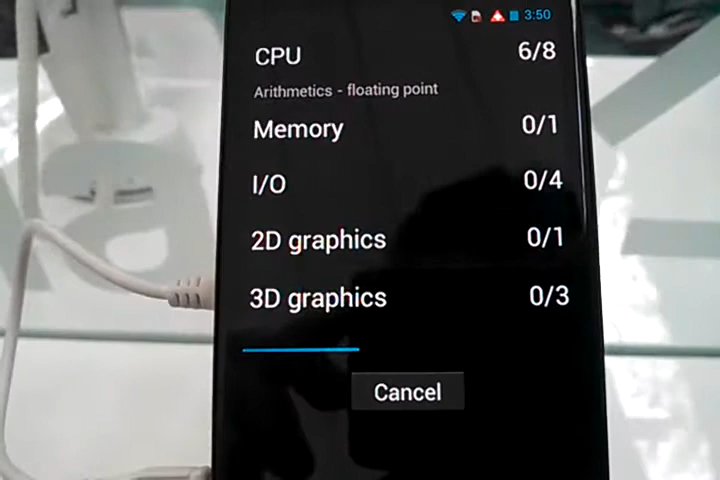 3:50
CPU 6/8
Arithmetics - floating point
Memory 0/1
I/O 0/4
2D graphics 0/1
3D graphics 0/3
Cancel